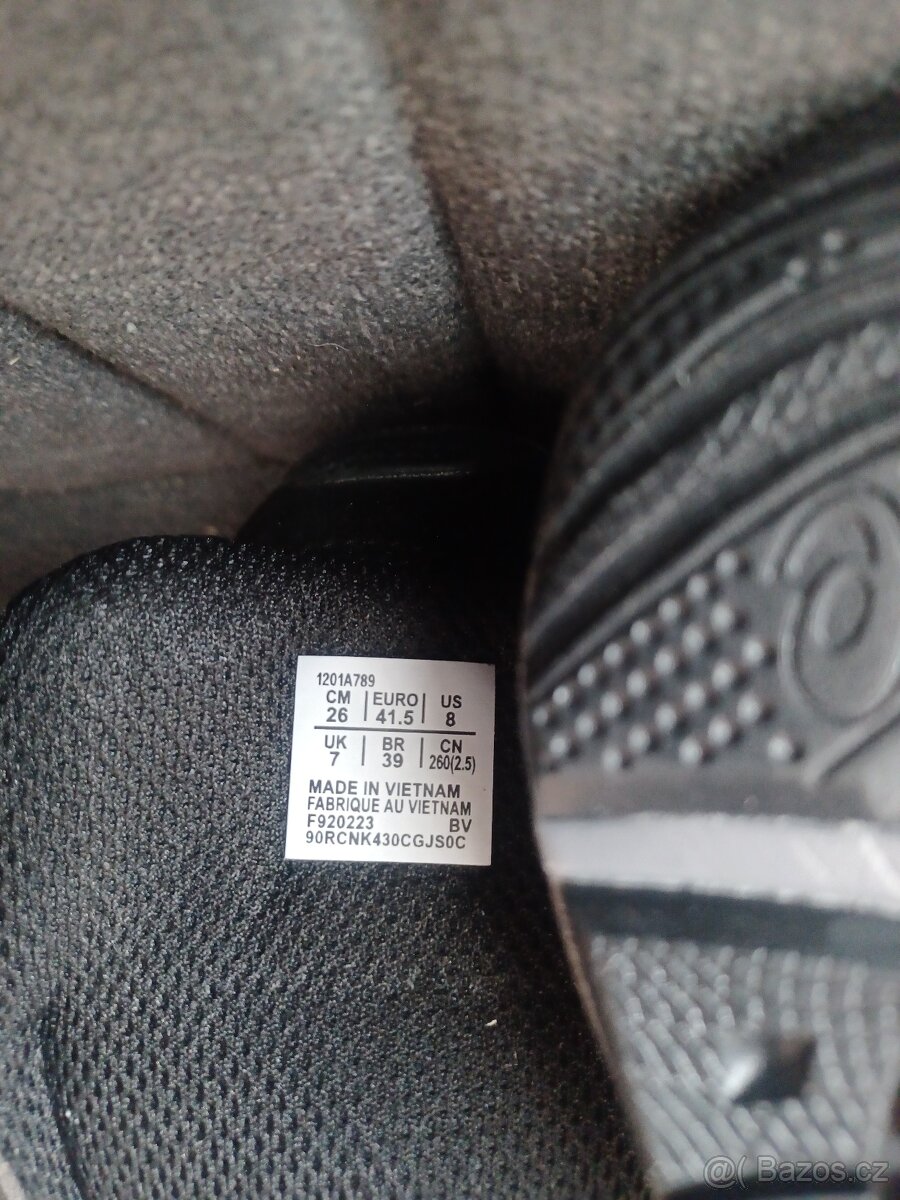 1201A789
CM EURO US
26 41.5 8
UK BR CN
7 39 260(2.5)
MADE IN VIETNAM
FABRIQUE AU VIETNAM
F920223 BV
90RCNK430CGJS0C
@( Bazos.cz